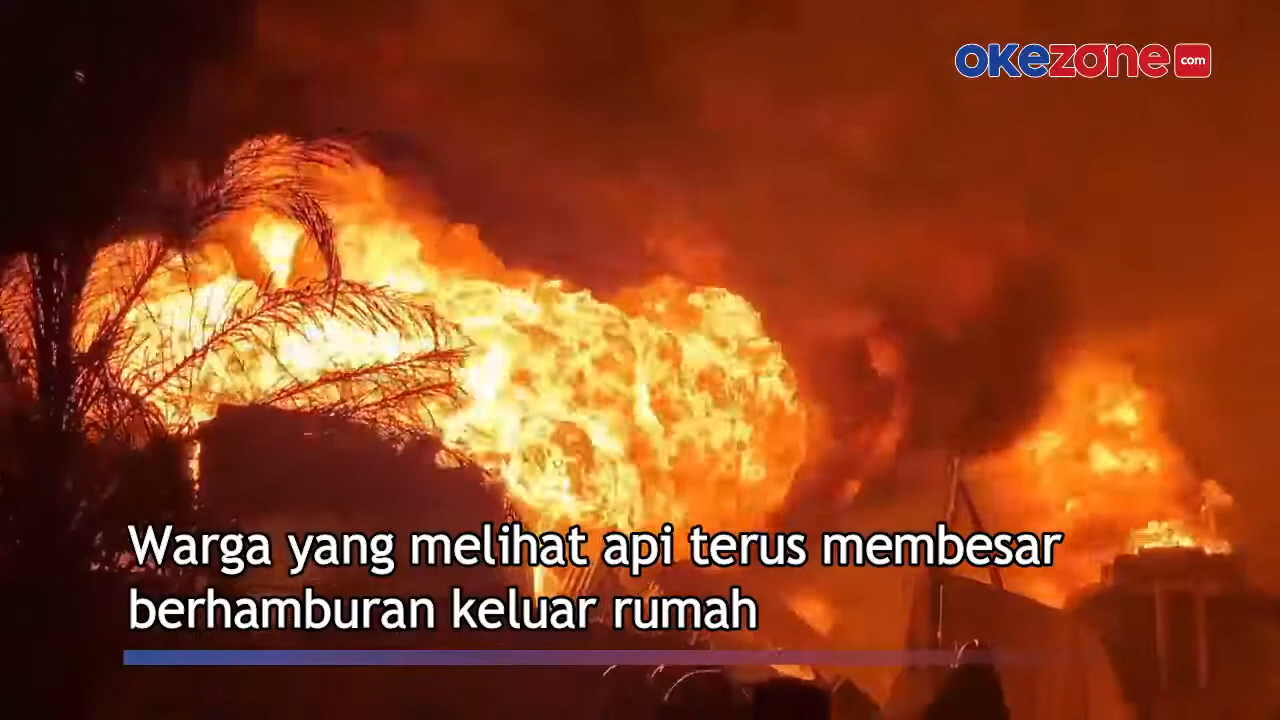 OKezone com
Warga yang melihat api terus membesar
berhamburan keluar rumah